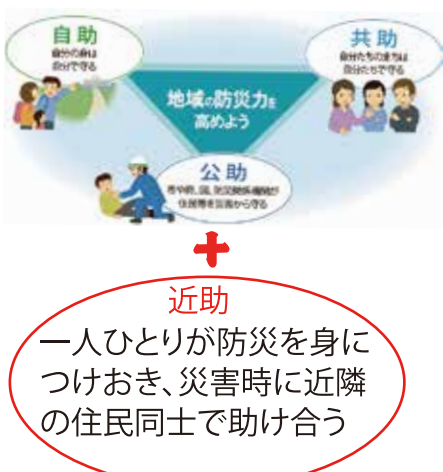 自助
自分の身は
自分で守る
共助
自分たちのまちは
自分たちで守る
地域の防災力を
高めよう
公助
市や府、国、防災関係機関が
住民等を災害から守る
+
近助
一人ひとりが防災を身に
つけおき、災害時に近隣
の住民同士で助け合う